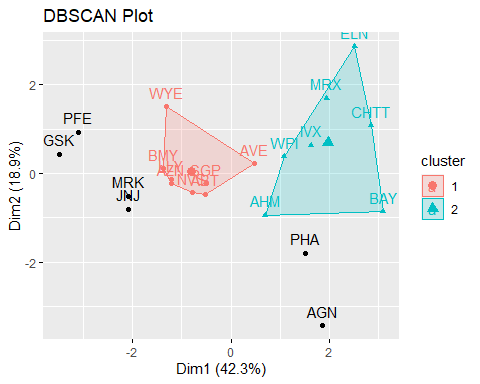 DBSCAN Plot
ELN
MRX
WYE
CHTT
PFE
IVX
GSK
WPI
AVE
BMY
AZN
SGP
MRK
JNJ
AHM
BAY
PHA
AGN
2
0
-2
-2
0
2
Dim1 (42.3%)
Dim2 (18.9%)
cluster
1
2